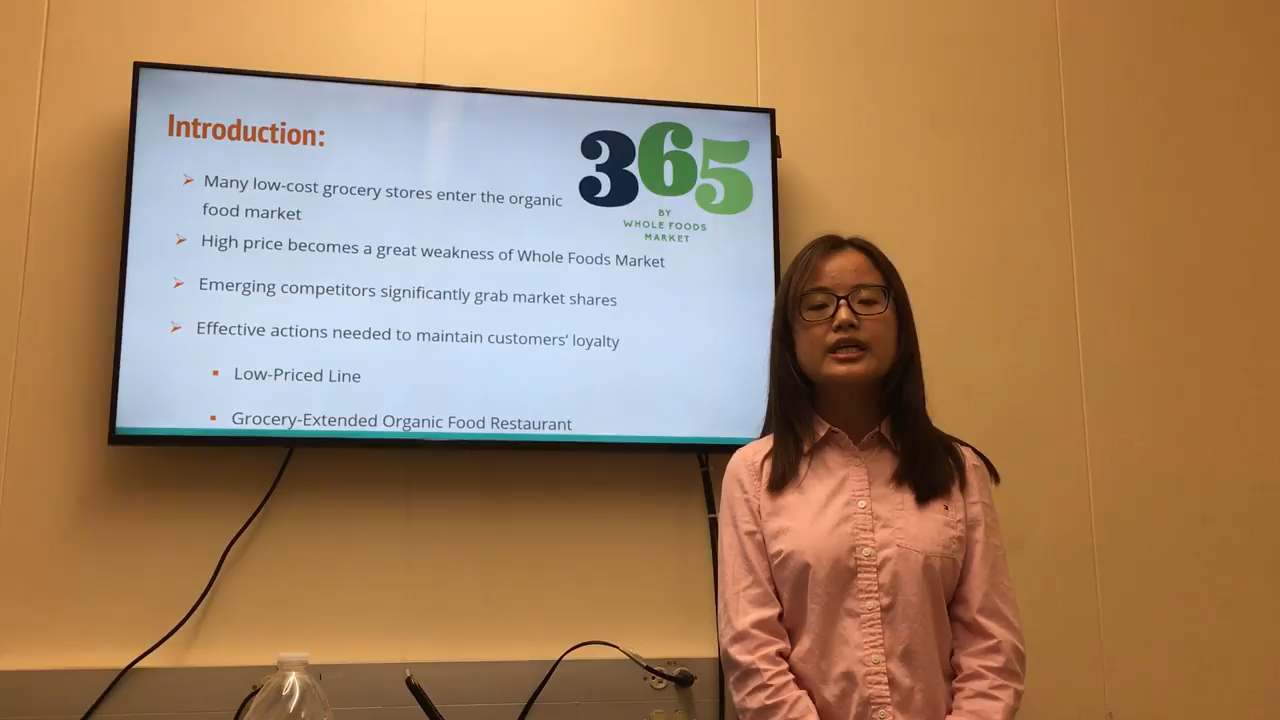 Introduction:
365
BY
WHOLE FOODS
MARKET
Many low-cost grocery stores enter the organic
food market
High price becomes a great weakness of Whole Foods Market
Emerging competitors significantly grab market shares
Effective actions needed to maintain customers' loyalty
Low-Priced Line
Grocery-Extended Organic Food Restaurant